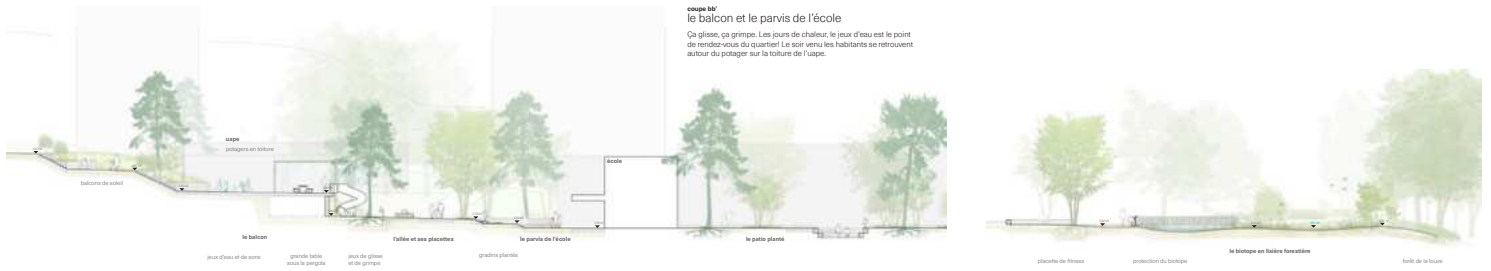 coupe bb'
le balcon et le parvis de l'école
Ça glisse, ça grimpe. Les jours de chaleur, le jeux d'eau est le point
de rendez-vous du quartier! Le soir venu les habitants se retrouvent
autour du potager sur la toiture de l'uape.
uape
potagers en toiture
école
balcons de soleil
le balcon
l'allée et ses placettes
le parvis de l'école
le patio planté
jeux d'eau et de sons
grande table
sous la pergola
jeux de glisse
et de grimpe
gradins plantés
le biotope en lisière forestière
placette de fitness
protection du biotope
forêt de la louve